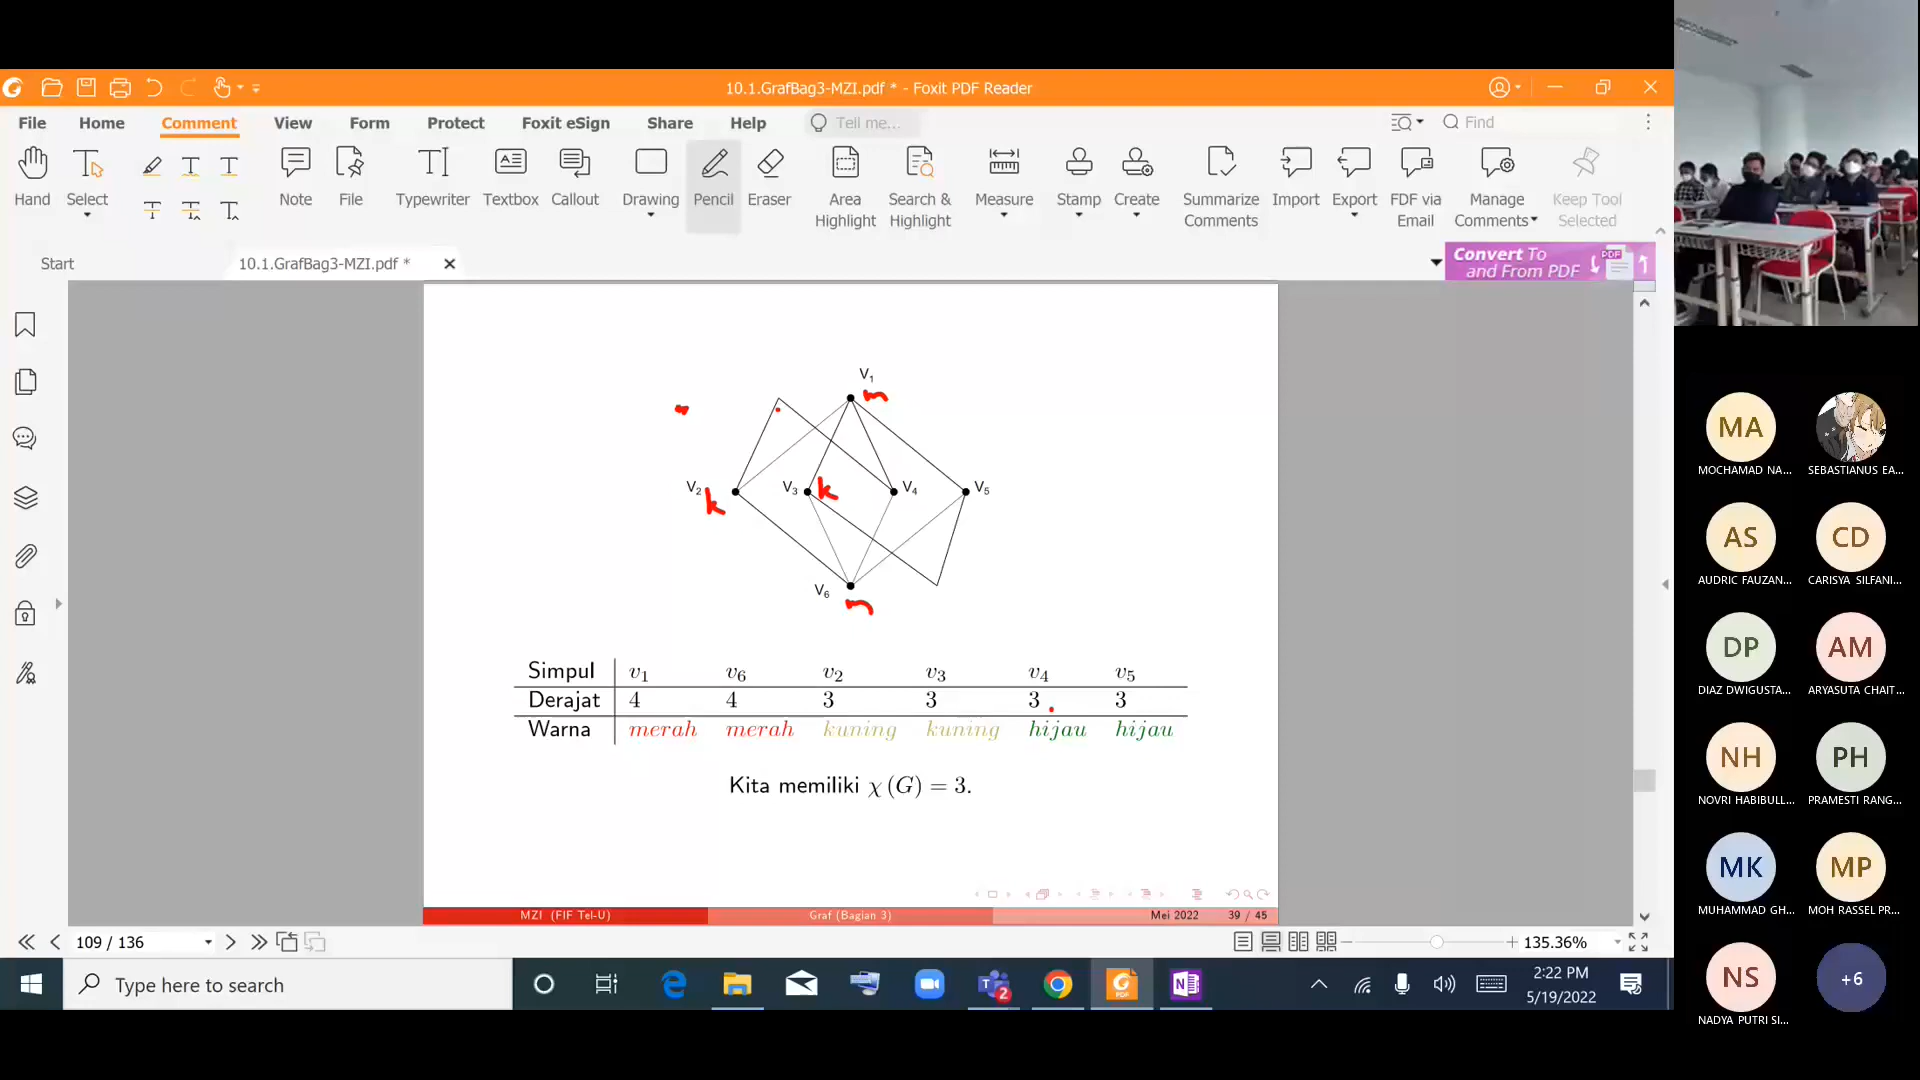 10.1.GrafBag3-MZI.pdf * - Foxit PDF Reader
File Home Comment View Form Protect Foxit eSign Share Help Tell me... Find
Hand Select Note File Typewriter Textbox Callout Drawing Pencil Eraser Area Highlight Search & Highlight Measure Stamp Create Summarize Comments Import Export FDF via Email Manage Comments Keep Tool Selected
Start 10.1.GrafBag3-MZI.pdf *
Convert To and From PDF
PDF
V1
m
V2
k
V3
k
V4
V5
V6
m
Simpul v1 v6 v2 v3 v4 v5
Derajat 4 4 3 3 3 3
Warna merah merah kuning kuning hijau hijau
Kita memiliki χ (G) = 3.
MZI (FIF Tel-U) Graf (Bagian 3) Mei 2022 39 / 45
109 / 136 135.36%
Type here to search
2
2:22 PM
5/19/2022
MA
MOCHAMAD NA... SEBASTIANUS EA...
AS CD
AUDRIC FAUZAN... CARISYA SILFANI...
DP AM
DIAZ DWIGUSTA... ARYASUTA CHAIT...
NH PH
NOVRI HABIBULL... PRAMESTI RANG...
MK MP
MUHAMMAD GH... MOH RASSEL PR...
NS +6
NADYA PUTRI SI...